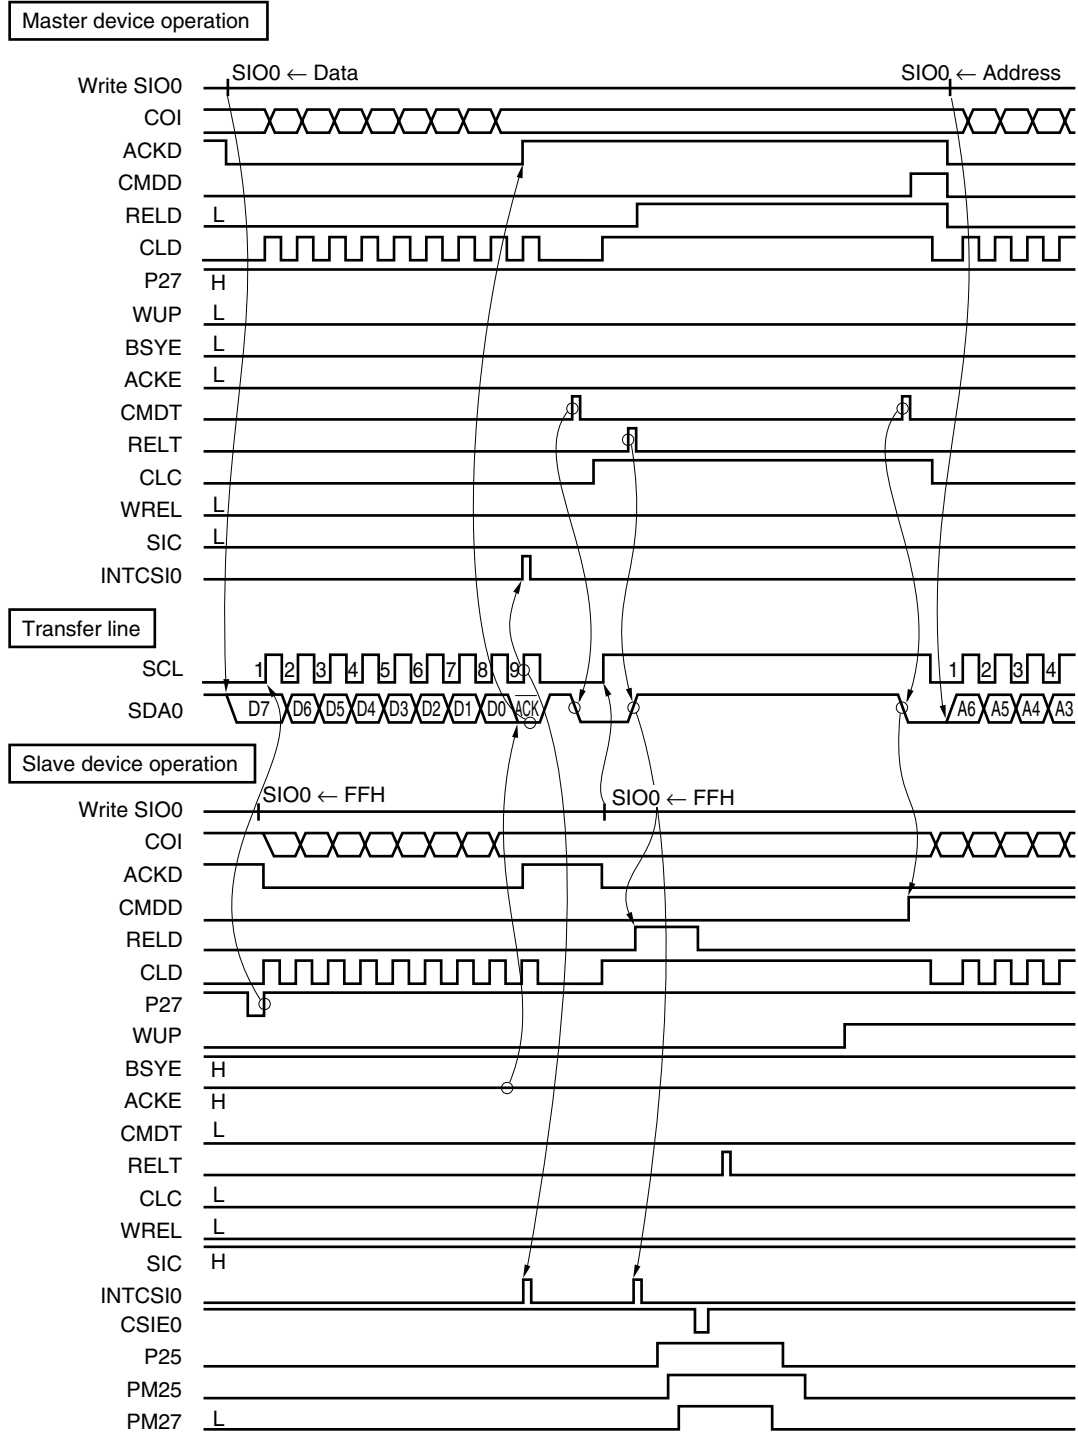 Master device operation
Write SIO0 SIO0 ← Data SIO0 ← Address
COI
ACKD
CMDD
RELD L
CLD
P27 H
WUP L
BSYE L
ACKE L
CMDT
RELT
CLC
WREL L
SIC L
INTCSI0
Transfer line
SCL 1 2 3 4 5 6 7 8 9 1 2 3 4
SDA0 D7 D6 D5 D4 D3 D2 D1 D0 ACK A6 A5 A4 A3
Slave device operation
Write SIO0 SIO0 ← FFH SIO0 ← FFH
COI
ACKD
CMDD
RELD
CLD
P27
WUP
BSYE H
ACKE H
CMDT L
RELT
CLC L
WREL L
SIC H
INTCSI0
CSIE0
P25
PM25
PM27 L